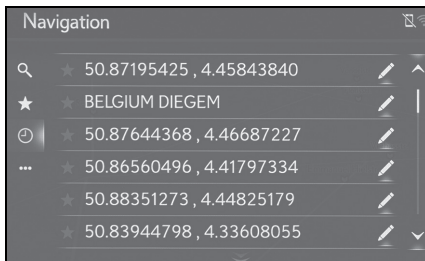 Navigation
50.87195425 , 4.45843840
BELGIUM DIEGEM
50.87644368 , 4.46687227
50.86560496 , 4.41797334
50.88351273 , 4.44825179
50.83944798 , 4.33608055